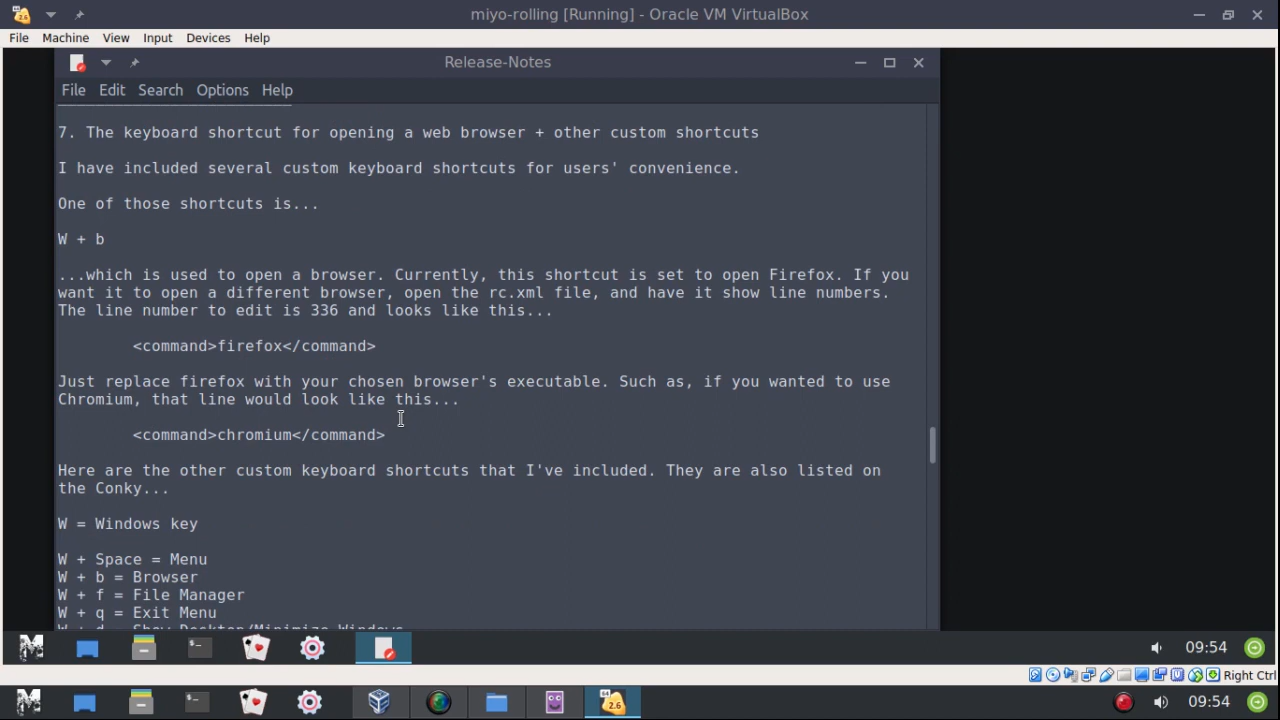 miyo-rolling [Running] - Oracle VM VirtualBox
File Machine View Input Devices Help
Release-Notes
File Edit Search Options Help
7. The keyboard shortcut for opening a web browser + other custom shortcuts
I have included several custom keyboard shortcuts for users' convenience.
One of those shortcuts is...
W + b
...which is used to open a browser. Currently, this shortcut is set to open Firefox. If you
want it to open a different browser, open the rc.xml file, and have it show line numbers.
The line number to edit is 336 and looks like this...
<command>firefox</command>
Just replace firefox with your chosen browser's executable. Such as, if you wanted to use
Chromium, that line would look like this...
<command>chromium</command>
Here are the other custom keyboard shortcuts that I've included. They are also listed on
the Conky...
W = Windows key
W + Space = Menu
W + b = Browser
W + f = File Manager
W + q = Exit Menu
W + d = Show Desktop/Minimize Windows
09:54
Right Ctrl
2.6
09:54